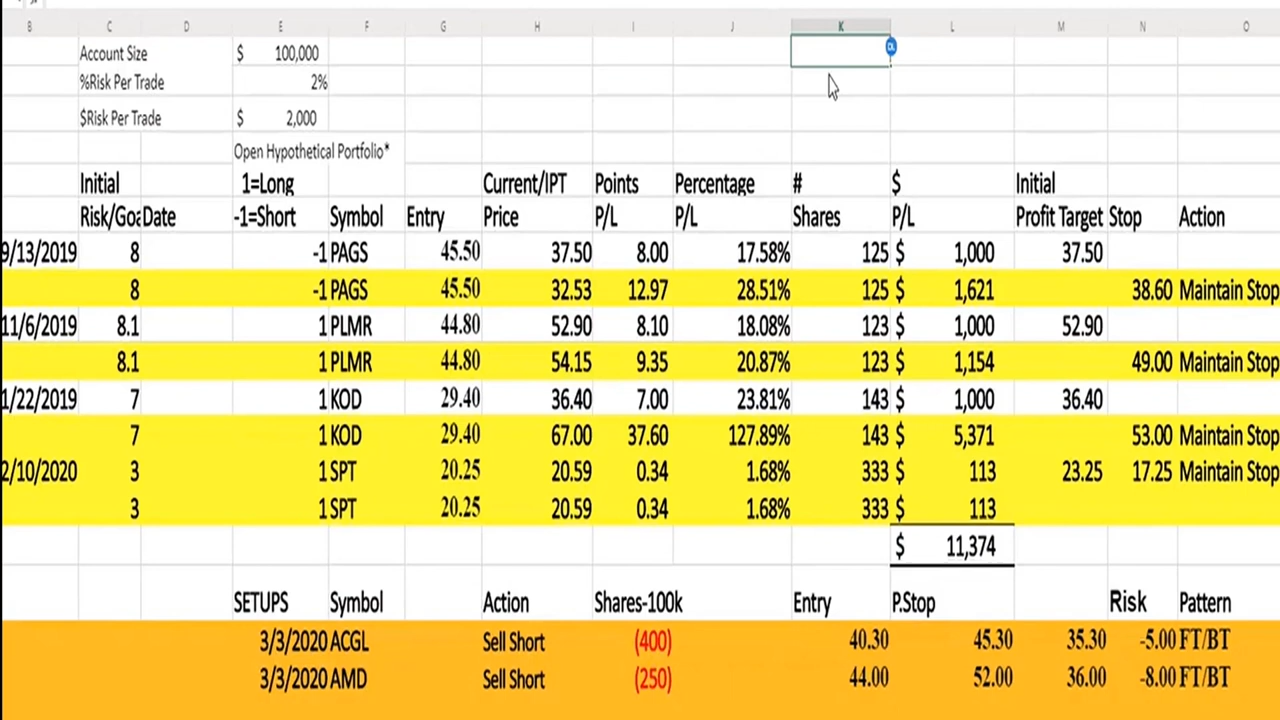 B C D E F G H I J K L M N O
Account Size $ 100,000
DL
%Risk Per Trade 2%
$Risk Per Trade $ 2,000
Open Hypothetical Portfolio*
Initial 1=Long Current/IPT Points Percentage # $ Initial
Risk/Goa Date -1=Short Symbol Entry Price P/L P/L Shares P/L Profit Target Stop Action
9/13/2019 8 -1 PAGS 45.50 37.50 8.00 17.58% 125 $ 1,000 37.50
8 -1 PAGS 45.50 32.53 12.97 28.51% 125 $ 1,621 38.60 Maintain Stop
11/6/2019 8.1 1 PLMR 44.80 52.90 8.10 18.08% 123 $ 1,000 52.90
8.1 1 PLMR 44.80 54.15 9.35 20.87% 123 $ 1,154 49.00 Maintain Stop
1/22/2019 7 1 KOD 29.40 36.40 7.00 23.81% 143 $ 1,000 36.40
7 1 KOD 29.40 67.00 37.60 127.89% 143 $ 5,371 53.00 Maintain Stop
2/10/2020 3 1 SPT 20.25 20.59 0.34 1.68% 333 $ 113 23.25 17.25 Maintain Stop
3 1 SPT 20.25 20.59 0.34 1.68% 333 $ 113
$ 11,374
SETUPS Symbol Action Shares-100k Entry P.Stop Risk Pattern
3/3/2020 ACGL Sell Short (400) 40.30 45.30 35.30 -5.00 FT/BT
3/3/2020 AMD Sell Short (250) 44.00 52.00 36.00 -8.00 FT/BT